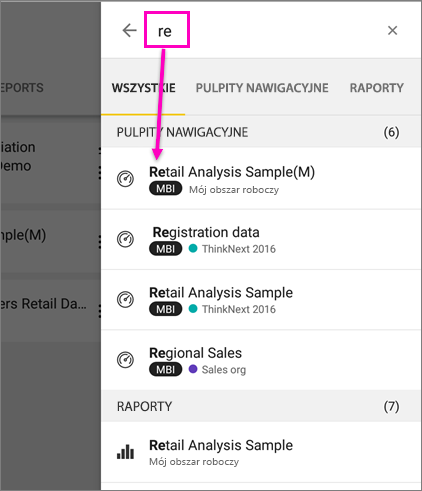 re
EPORTS
WSZYSTKIE PULPITY NAWIGACYJNE RAPORTY
PULPITY NAWIGACYJNE (6)
iation
Demo
Retail Analysis Sample(M)
MBI Mój obszar roboczy
nple(M)
Registration data
MBI ThinkNext 2016
ers Retail Da...
Retail Analysis Sample
MBI ThinkNext 2016
Regional Sales
MBI Sales org
RAPORTY (7)
Retail Analysis Sample
Mój obszar roboczy